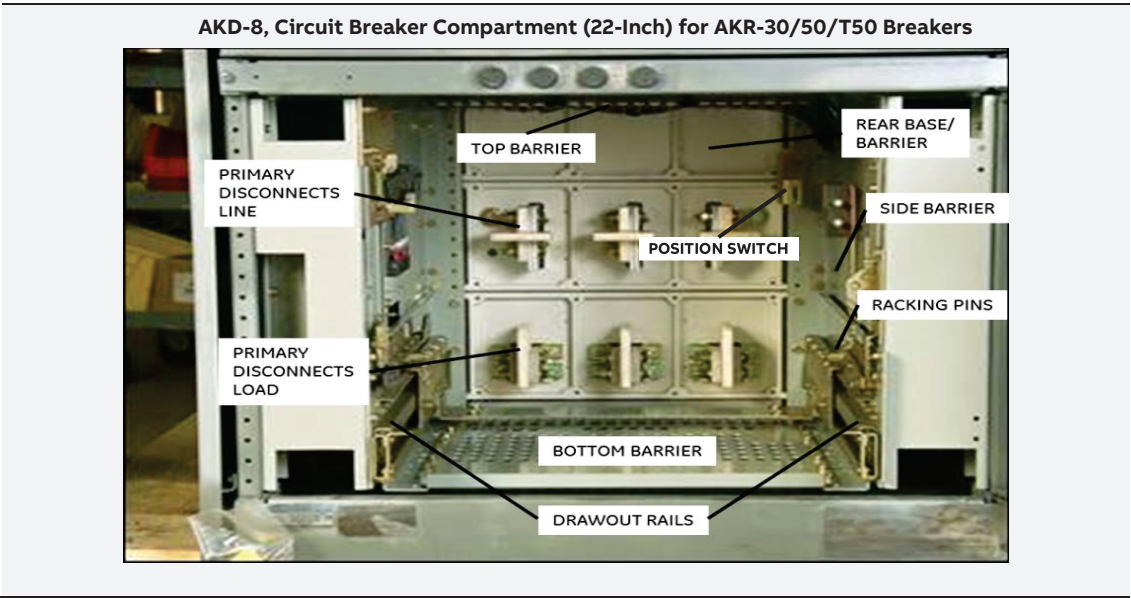 AKD-8, Circuit Breaker Compartment (22-Inch) for AKR-30/50/T50 Breakers
TOP BARRIER
REAR BASE/
BARRIER
PRIMARY
DISCONNECTS
LINE
SIDE BARRIER
POSITION SWITCH
RACKING PINS
PRIMARY
DISCONNECTS
LOAD
BOTTOM BARRIER
DRAWOUT RAILS